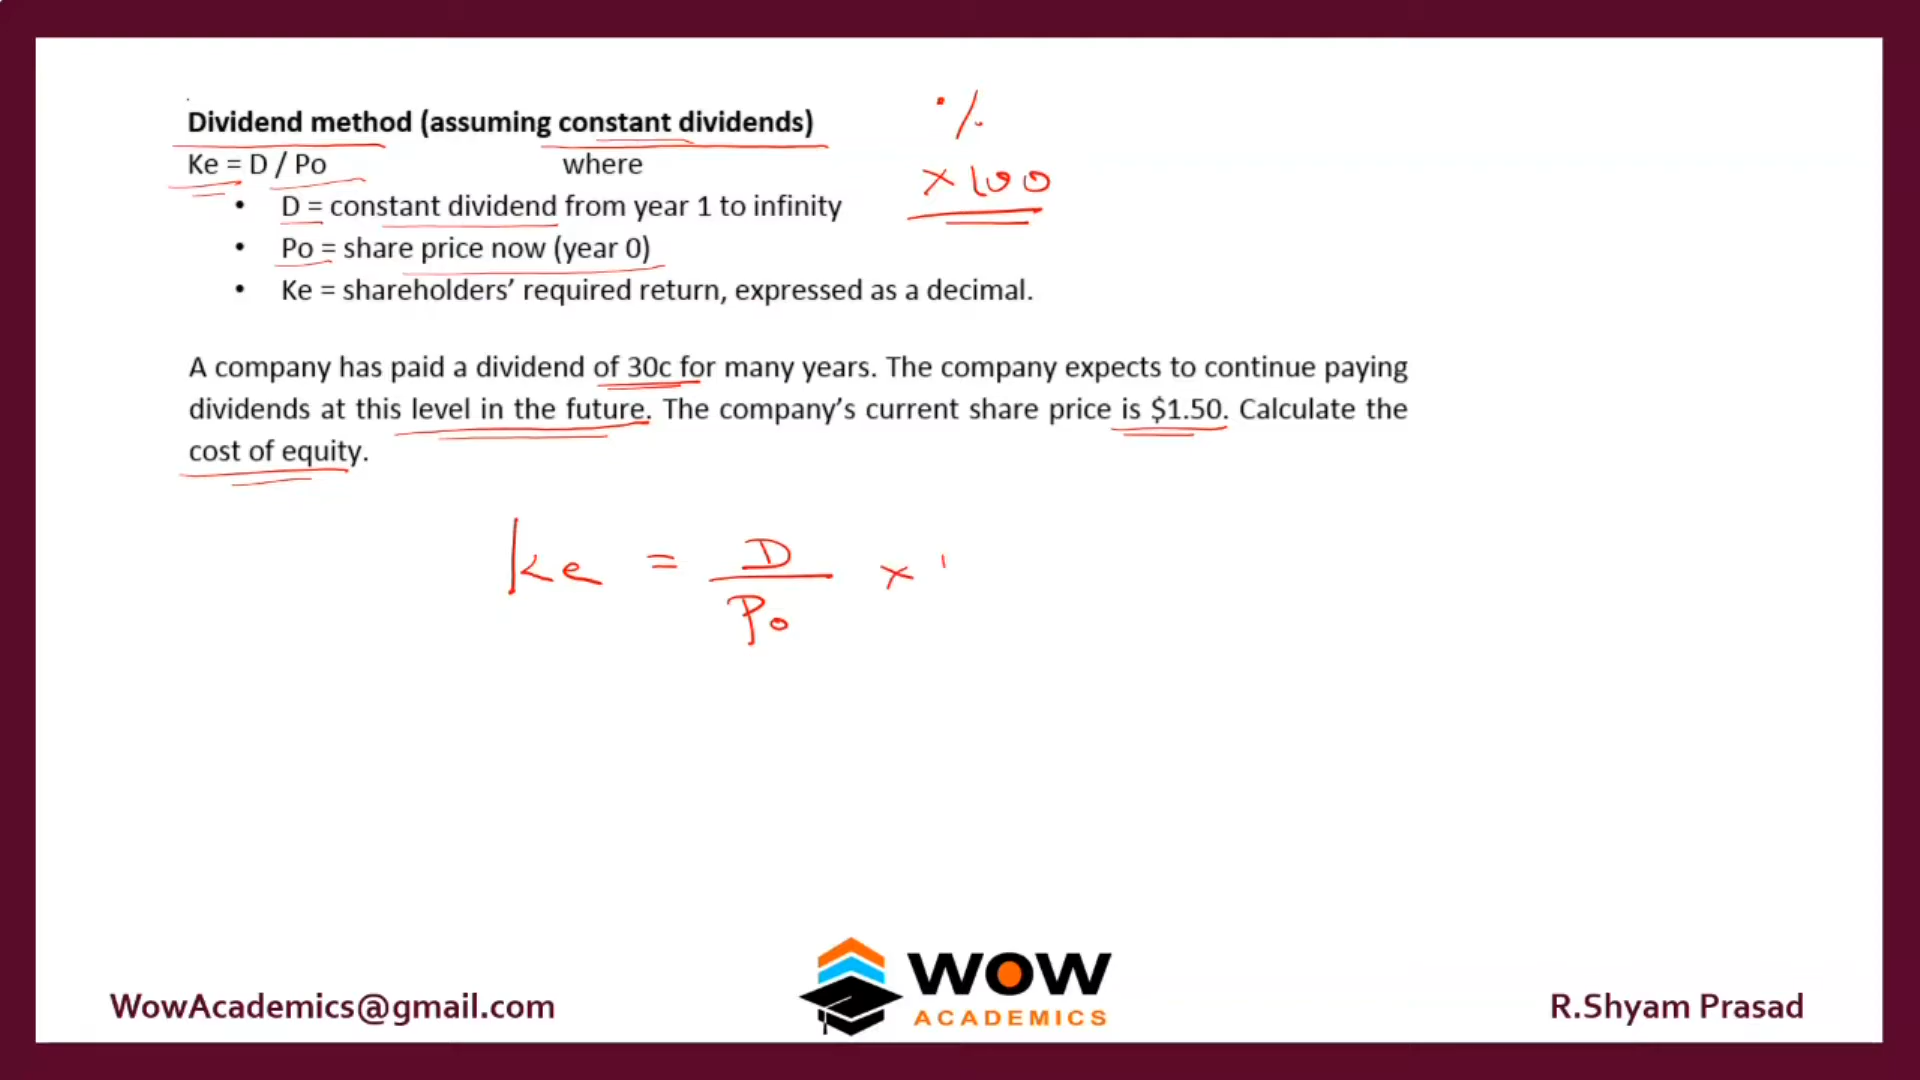 Dividend method (assuming constant dividends)
%
Ke = D / Po where
× 100
• D = constant dividend from year 1 to infinity
• Po = share price now (year 0)
• Ke = shareholders’ required return, expressed as a decimal.
A company has paid a dividend of 30c for many years. The company expects to continue paying
dividends at this level in the future. The company’s current share price is $1.50. Calculate the
cost of equity.
Ke = D / Po ×
WOW
ACADEMICS
WowAcademics@gmail.com
R.Shyam Prasad